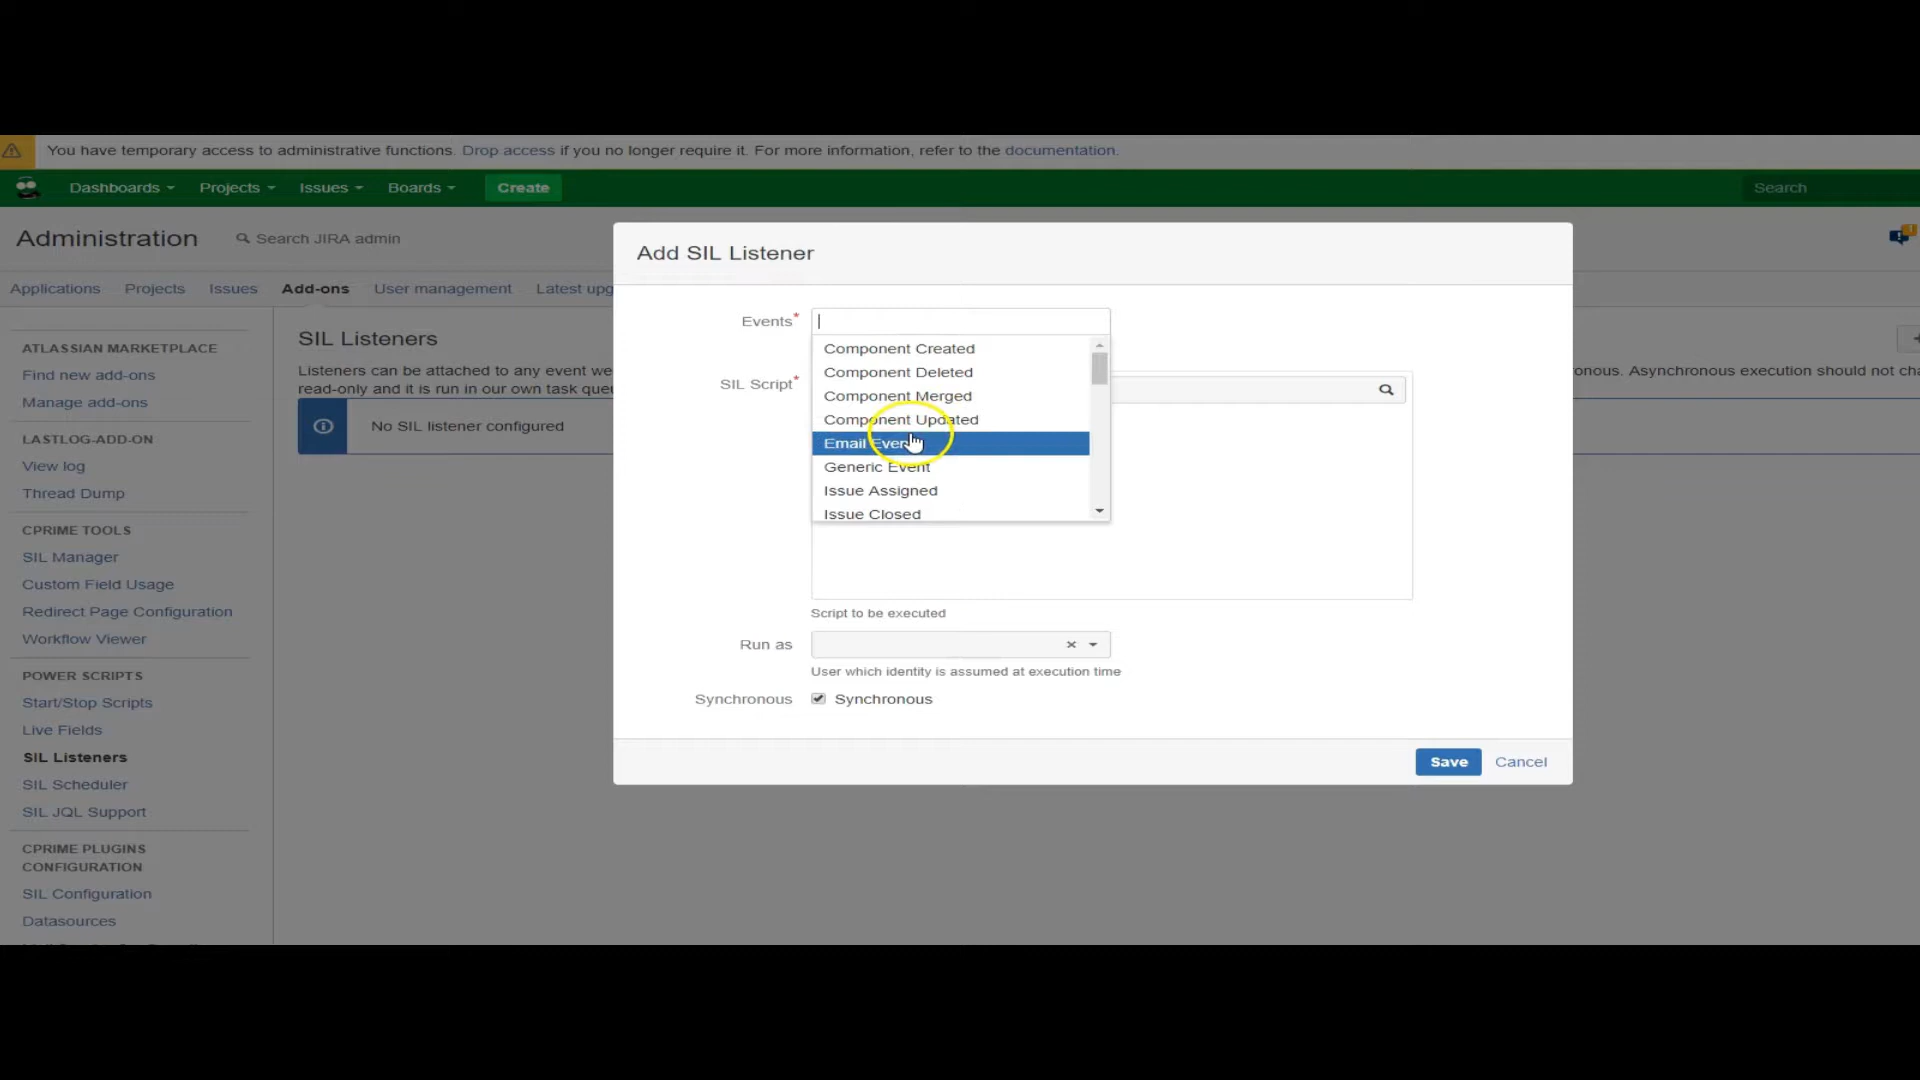 You have temporary access to administrative functions. Drop access if you no longer require it. For more information, refer to the documentation.
Dashboards Projects Issues Boards Create Search
Administration Search JIRA admin
Applications Projects Issues Add-ons User management Latest upg
ATLASSIAN MARKETPLACE
Find new add-ons
Manage add-ons
LASTLOG-ADD-ON
View log
Thread Dump
CPRIME TOOLS
SIL Manager
Custom Field Usage
Redirect Page Configuration
Workflow Viewer
POWER SCRIPTS
Start/Stop Scripts
Live Fields
SIL Listeners
SIL Scheduler
SIL JQL Support
CPRIME PLUGINS
CONFIGURATION
SIL Configuration
Datasources
SIL Listeners
Listeners can be attached to any event we
ronous. Asynchronous execution should not cha
read-only and it is run in our own task queu
No SIL listener configured
Add SIL Listener
Events*
Component Created
Component Deleted
Component Merged
Component Updated
Email Event
Generic Event
Issue Assigned
Issue Closed
SIL Script*
Script to be executed
Run as
User which identity is assumed at execution time
Synchronous Synchronous
Save Cancel